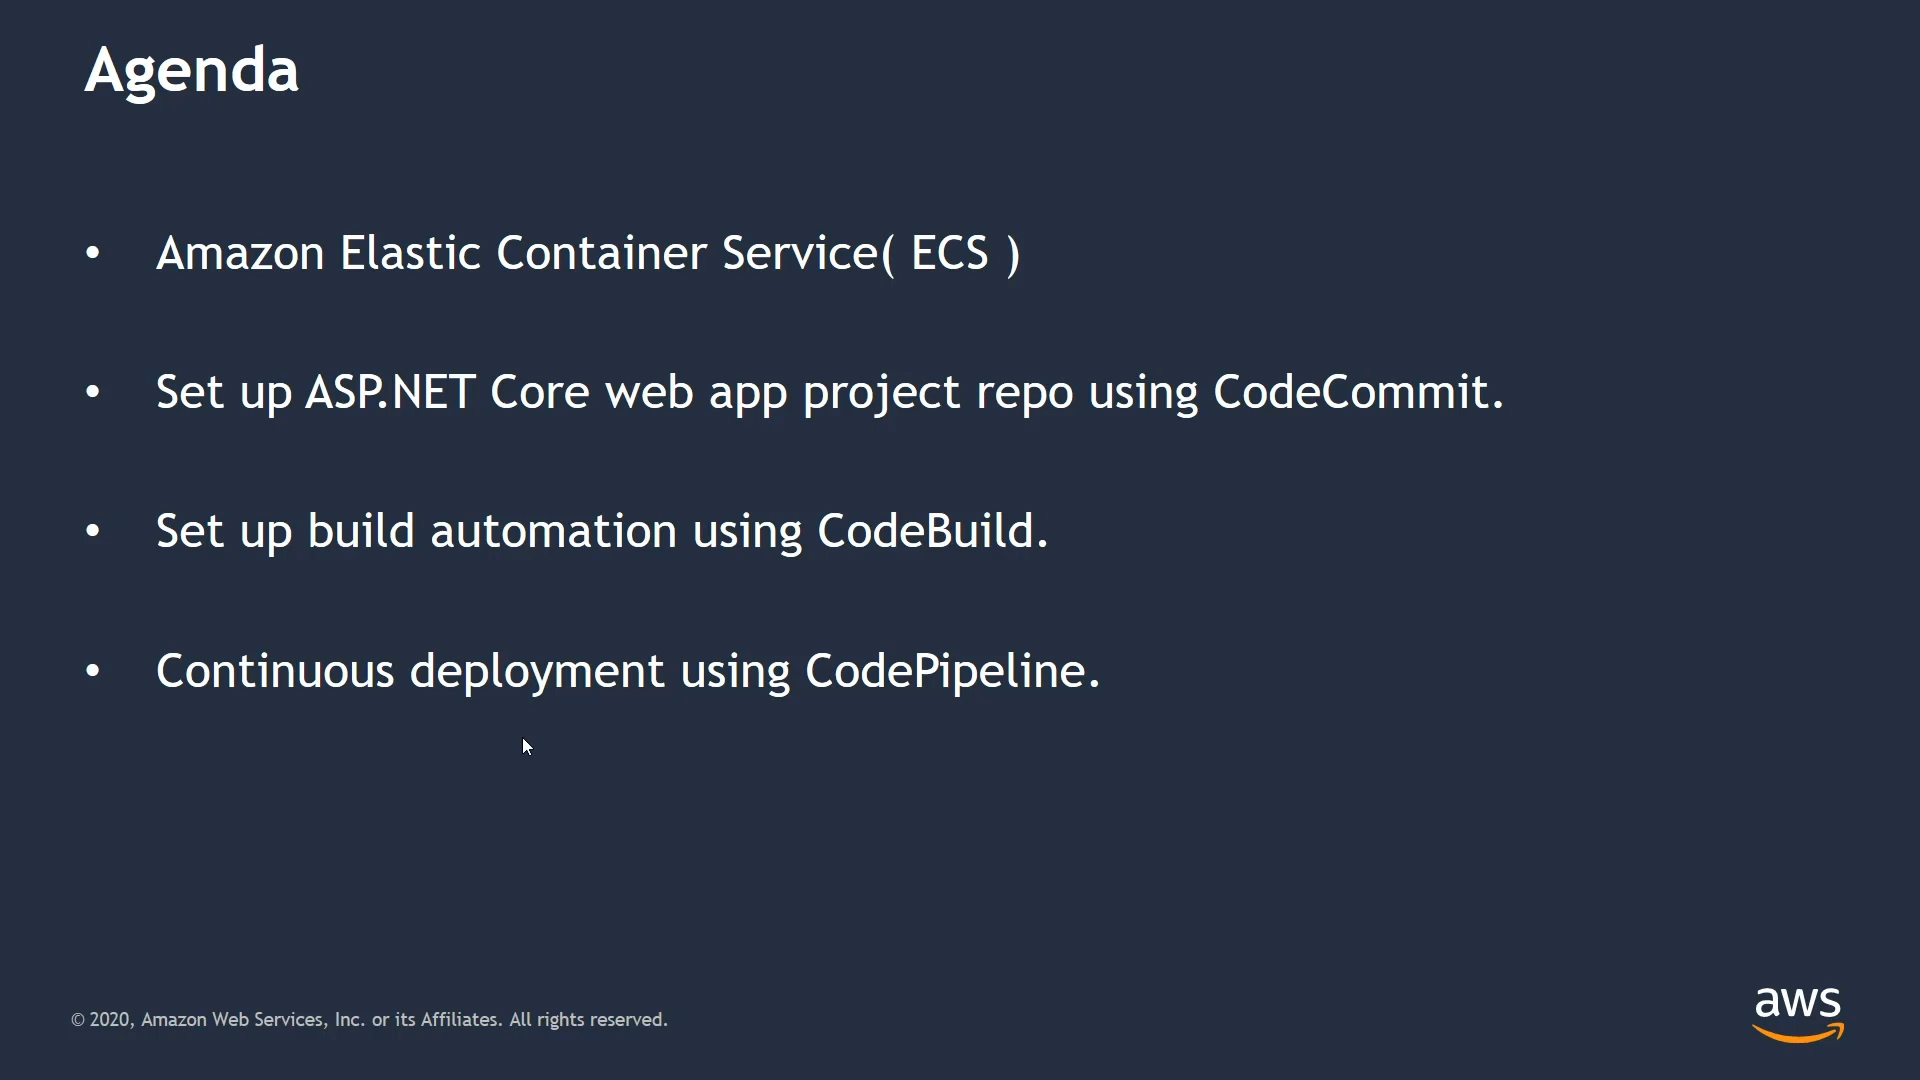 Agenda
• Amazon Elastic Container Service( ECS )
• Set up ASP.NET Core web app project repo using CodeCommit.
• Set up build automation using CodeBuild.
• Continuous deployment using CodePipeline.
© 2020, Amazon Web Services, Inc. or its Affiliates. All rights reserved.
aws